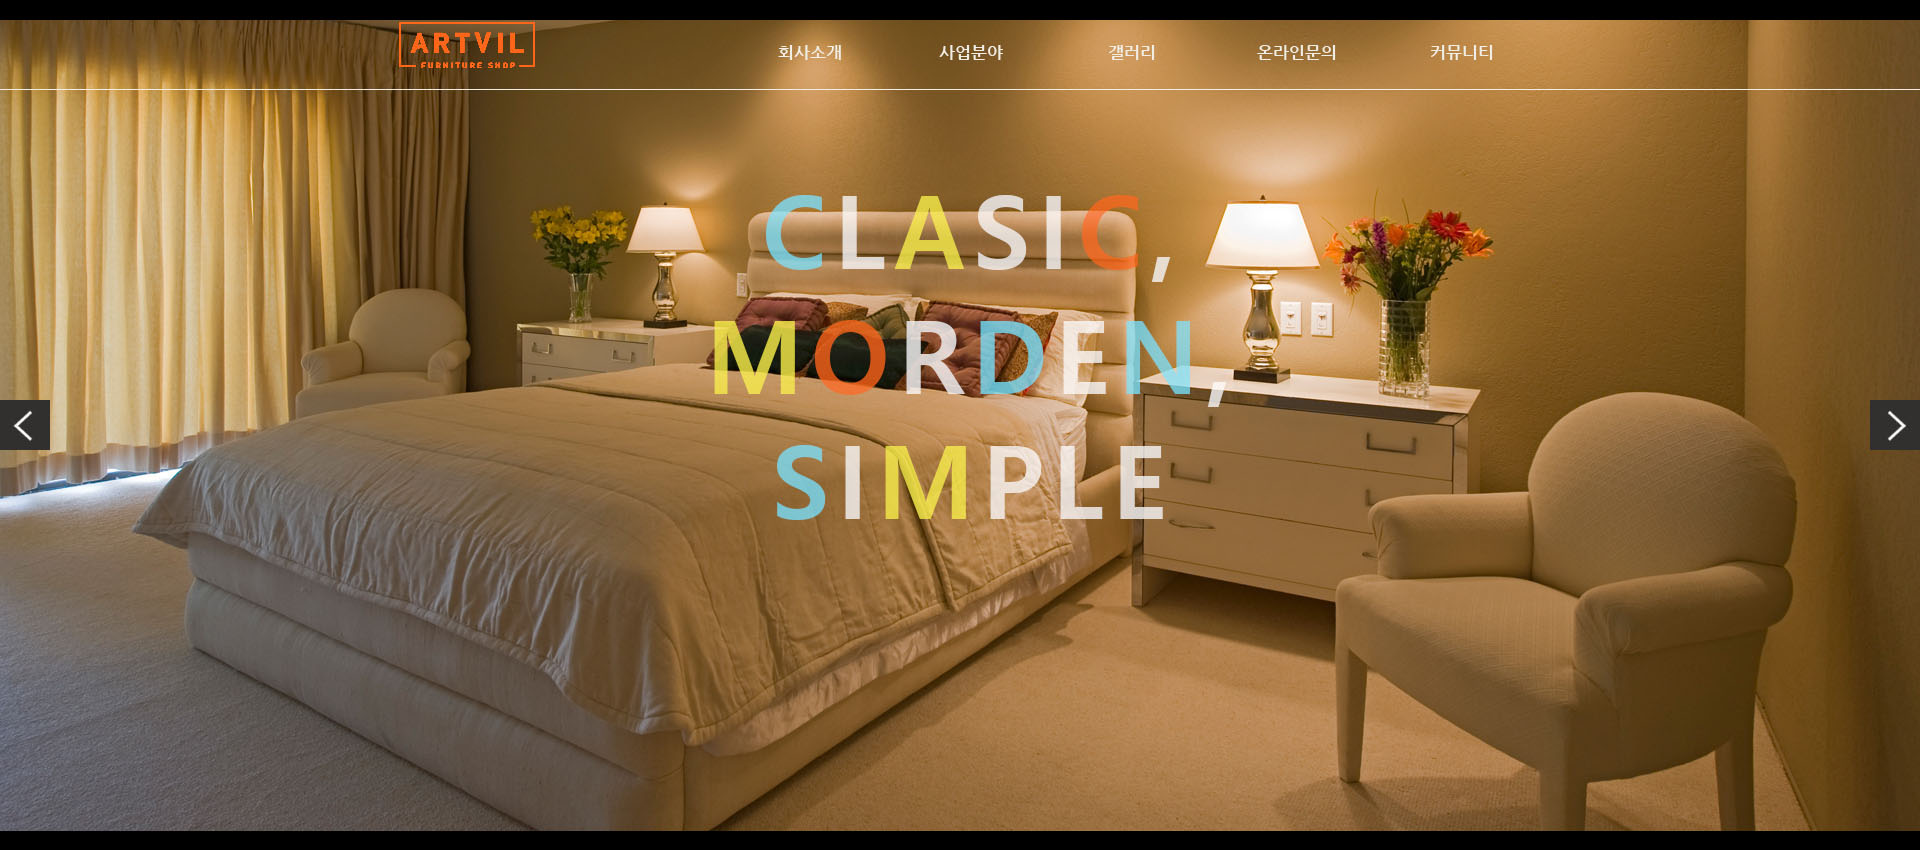 ARTVIL
FURNITURE SHOP
회사소개 사업분야 갤러리 온라인문의 커뮤니티
CLASIC,
MORDEN,
SIMPLE